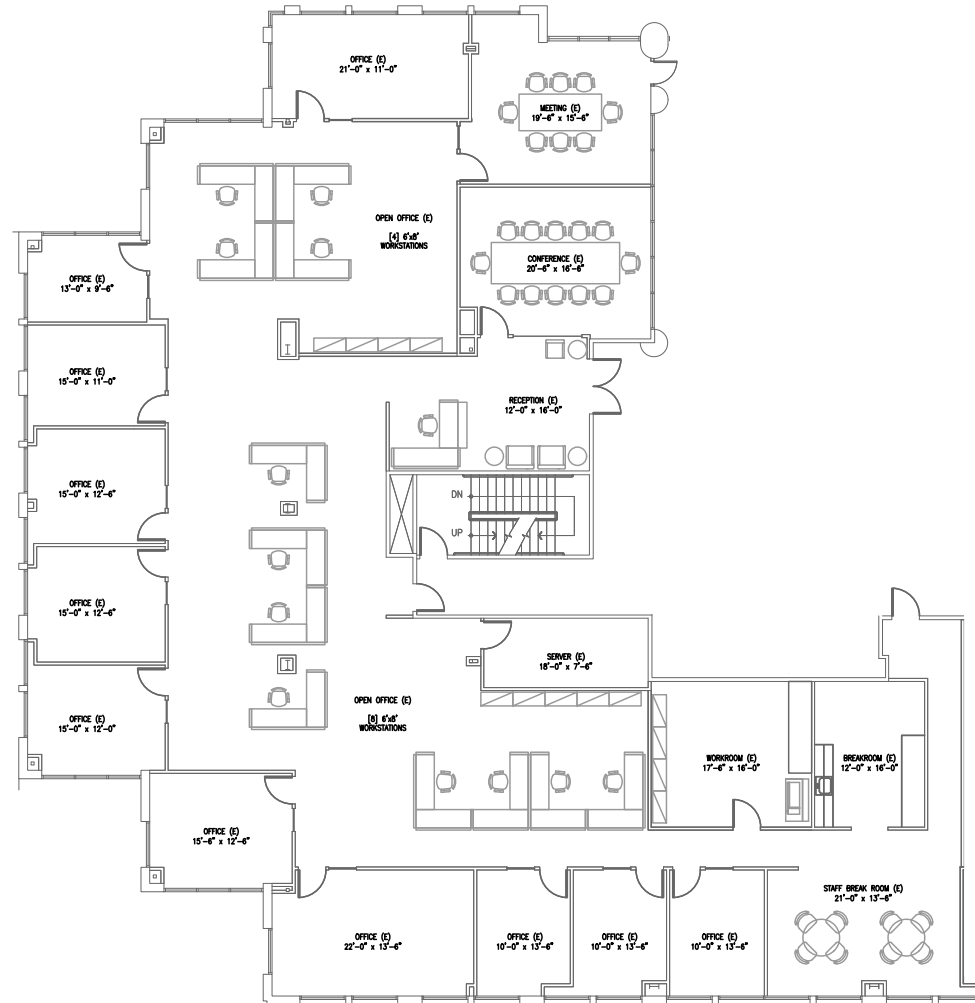 OFFICE (E)
21'-0" x 11'-0"
MEETING (E)
19'-6" x 15'-6"
OPEN OFFICE (E)
[4] 6'x8'
WORKSTATIONS
CONFERENCE (E)
20'-6" x 16'-6"
OFFICE (E)
13'-0" x 9'-6"
OFFICE (E)
15'-0" x 11'-0"
RECEPTION (E)
12'-0" x 16'-0"
OFFICE (E)
15'-0" x 12'-6"
DN
UP
OFFICE (E)
15'-0" x 12'-6"
SERVER (E)
18'-0" x 7'-6"
OPEN OFFICE (E)
[8] 6'x8'
WORKSTATIONS
OFFICE (E)
15'-0" x 12'-0"
WORKROOM (E)
17'-6" x 16'-0"
BREAKROOM (E)
12'-0" x 16'-0"
OFFICE (E)
15'-6" x 12'-6"
STAFF BREAK ROOM (E)
21'-0" x 13'-6"
OFFICE (E)
22'-0" x 13'-6"
OFFICE (E)
10'-0" x 13'-6"
OFFICE (E)
10'-0" x 13'-6"
OFFICE (E)
10'-0" x 13'-6"